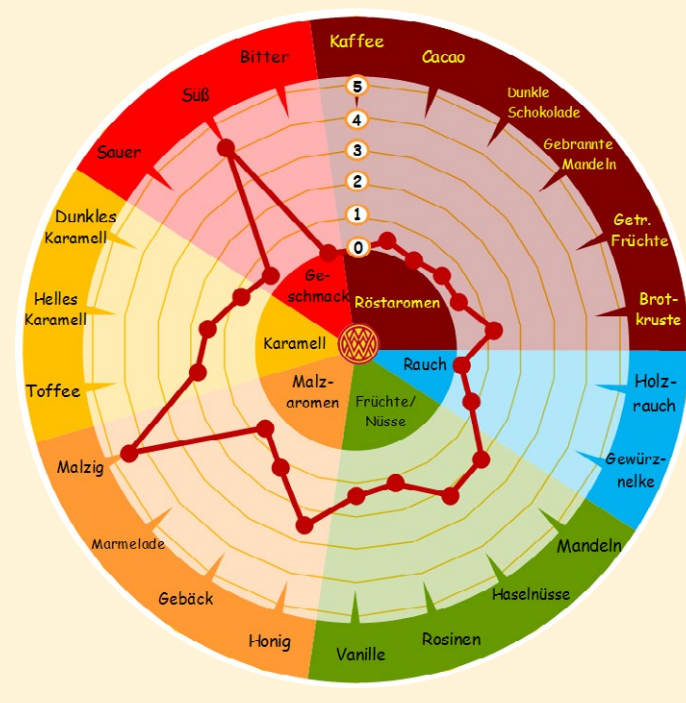 Kaffee
Cacao
Dunkle
Schokolade
Gebrannte
Mandeln
Getr.
Früchte
Brot-
kruste
Holz-
rauch
Gewürz-
nelke
Mandeln
Haselnüsse
Rosinen
Vanille
Honig
Gebäck
Marmelade
Malzig
Toffee
Helles
Karamell
Dunkles
Karamell
Sauer
Süß
Bitter
5
4
3
2
1
0
Ge-
schmack
Röstaromen
Karamell
Rauch
Malz-
aromen
Früchte/
Nüsse